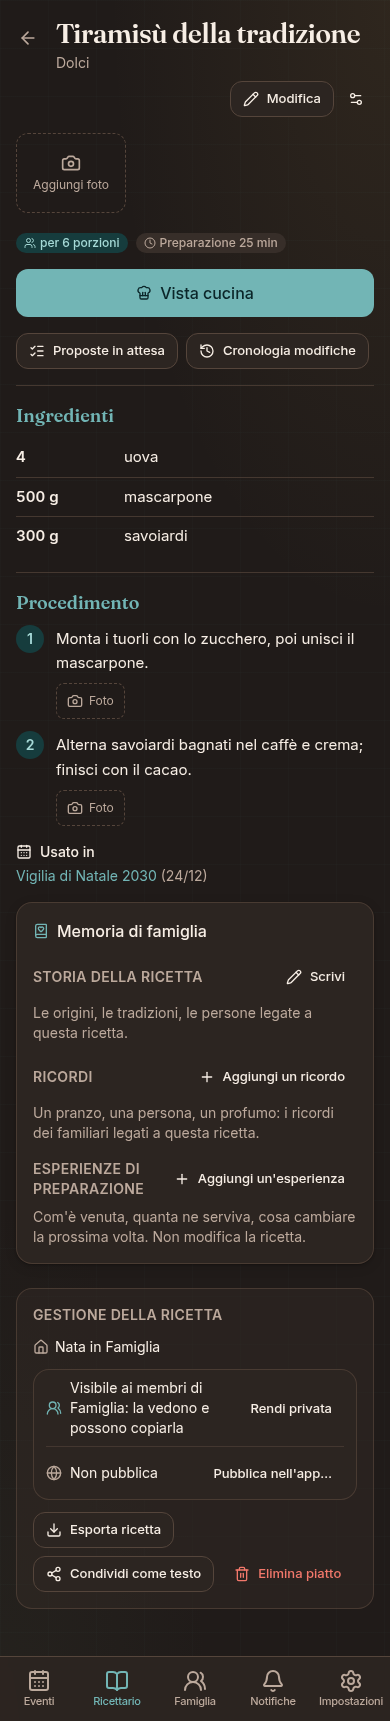 Tiramisù della tradizione
Dolci
Modifica
Aggiungi foto
per 6 porzioni
Preparazione 25 min
Vista cucina
Proposte in attesa
Cronologia modifiche
Ingredienti
4 uova
500 g mascarpone
300 g savoiardi
Procedimento
1 Monta i tuorli con lo zucchero, poi unisci il
mascarpone.
Foto
2 Alterna savoiardi bagnati nel caffè e crema;
finisci con il cacao.
Foto
Usato in
Vigilia di Natale 2030 (24/12)
Memoria di famiglia
STORIA DELLA RICETTA
Scrivi
Le origini, le tradizioni, le persone legate a
questa ricetta.
RICORDI
Aggiungi un ricordo
Un pranzo, una persona, un profumo: i ricordi
dei familiari legati a questa ricetta.
ESPERIENZE DI
PREPARAZIONE
Aggiungi un'esperienza
Com'è venuta, quanta ne serviva, cosa cambiare
la prossima volta. Non modifica la ricetta.
GESTIONE DELLA RICETTA
Nata in Famiglia
Visibile ai membri di
Famiglia: la vedono e
possono copiarla
Rendi privata
Non pubblica
Pubblica nell'app...
Esporta ricetta
Condividi come testo
Elimina piatto
Eventi
Ricettario
Famiglia
Notifiche
Impostazioni